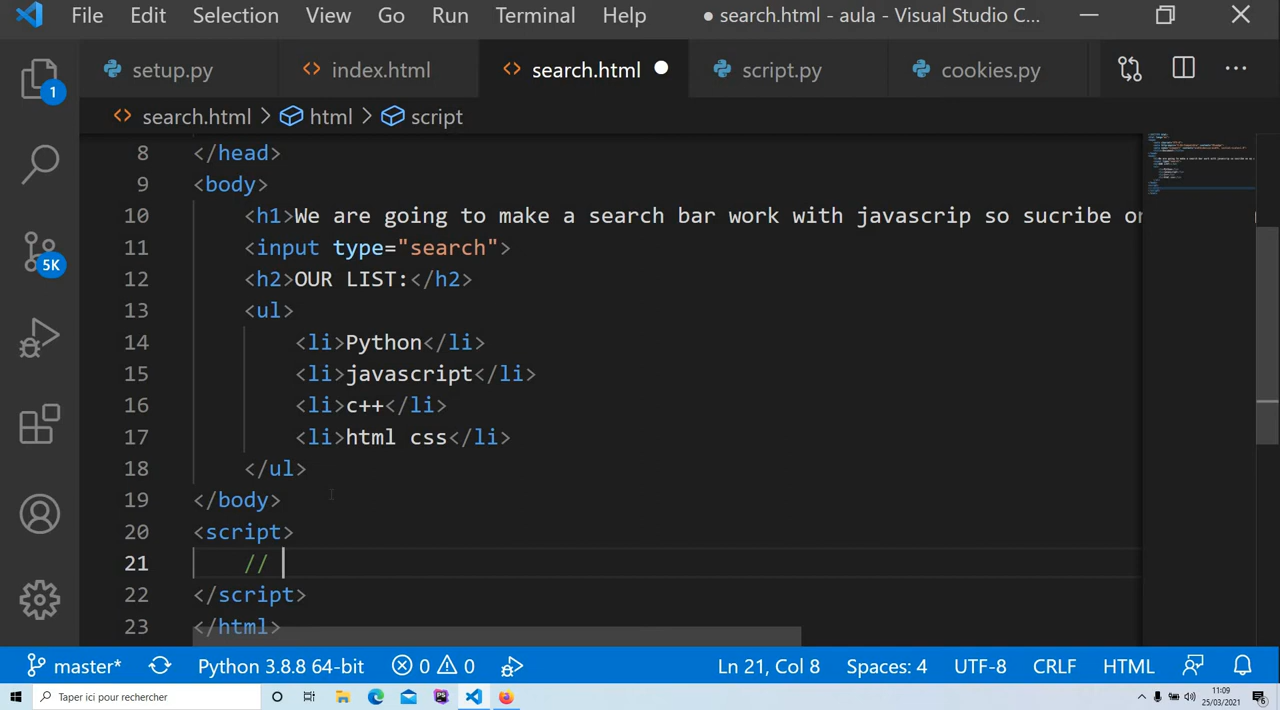 File Edit Selection View Go Run Terminal Help ● search.html - aula - Visual Studio C...
setup.py index.html search.html script.py cookies.py
search.html > html > script
1
5K
8 </head>
9 <body>
10 <h1>We are going to make a search bar work with javascrip so sucribe or
11 <input type="search">
12 <h2>OUR LIST:</h2>
13 <ul>
14 <li>Python</li>
15 <li>javascript</li>
16 <li>c++</li>
17 <li>html css</li>
18 </ul>
19 </body>
20 <script>
21 //
22 </script>
23 </html>
master* Python 3.8.8 64-bit 0 0 Ln 21, Col 8 Spaces: 4 UTF-8 CRLF HTML
Taper ici pour rechercher PS 11:09
25/03/2021 6